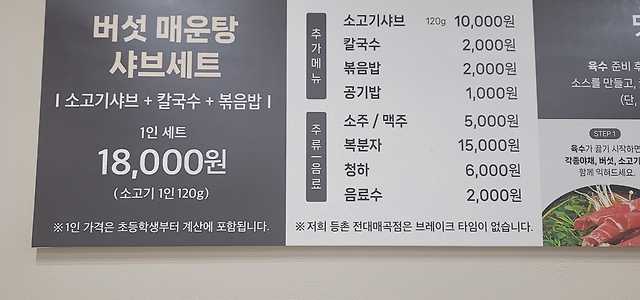 버섯 매운탕
샤브세트
| 소고기샤브 + 칼국수 + 볶음밥 |
1인 세트
18,000원
(소고기 1인 120g)
※ 1인 가격은 초등학생부터 계산에 포함됩니다.
추가메뉴
소고기샤브 120g 10,000원
칼국수 2,000원
볶음밥 2,000원
공기밥 1,000원
주류|음료
소주 / 맥주 5,000원
복분자 15,000원
청하 6,000원
음료수 2,000원
※ 저희 등촌 전대매곡점은 브레이크 타임이 없습니다.
육수 준비 후
소스를 만들고,
(단,
STEP 1
육수가 끓기 시작하면
각종야채, 버섯, 소고기
함께 익혀드세요.